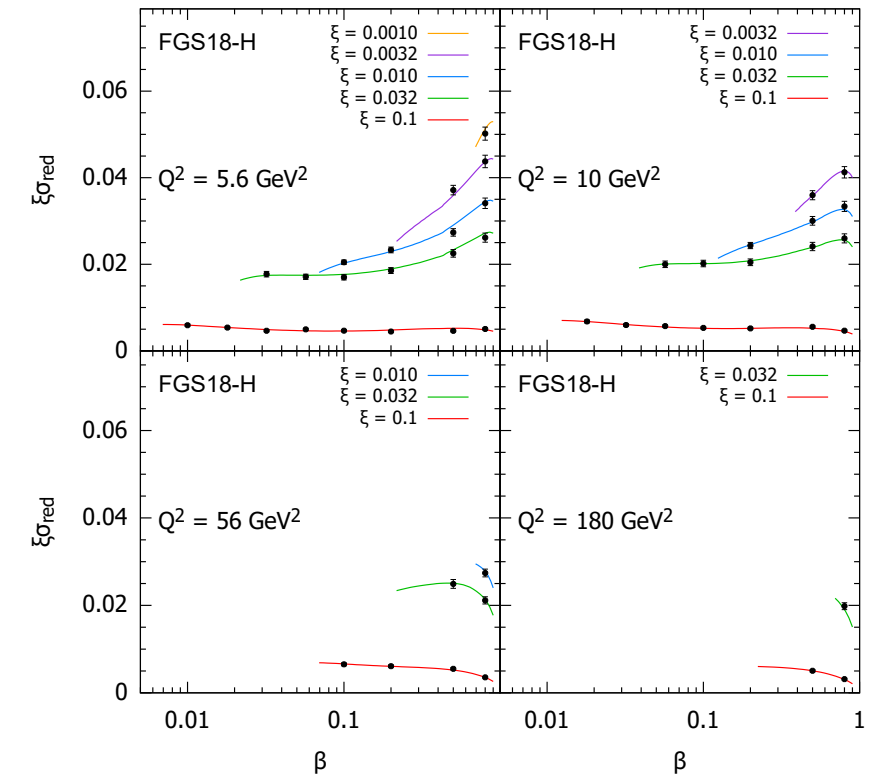 FGS18-H
ξ = 0.0010
ξ = 0.0032
ξ = 0.010
ξ = 0.032
ξ = 0.1
Q² = 5.6 GeV²
FGS18-H
ξ = 0.0032
ξ = 0.010
ξ = 0.032
ξ = 0.1
Q² = 10 GeV²
0.06
0.04
0.02
0
ξσred
FGS18-H
ξ = 0.010
ξ = 0.032
ξ = 0.1
Q² = 56 GeV²
FGS18-H
ξ = 0.032
ξ = 0.1
Q² = 180 GeV²
0.06
0.04
0.02
0
ξσred
0.01 0.1
0.01 0.1 1
β
β